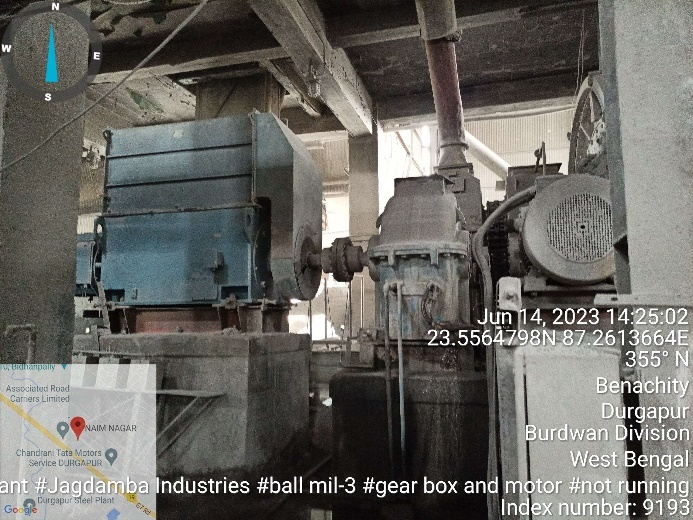 N
W
E
S
Jun 14, 2023 14:25:02
23.5564798N 87.2613664E
355° N
Benachity
Durgapur
Burdwan Division
West Bengal
ant #Jagdamba Industries #ball mil-3 #gear box and motor #not running
Index number: 9193
Bidhanpally
Associated Road
Carriers Limited
NAIM NAGAR
Chandrani Tata Motors
Service DURGAPUR
Durgapur Steel Plant
Google